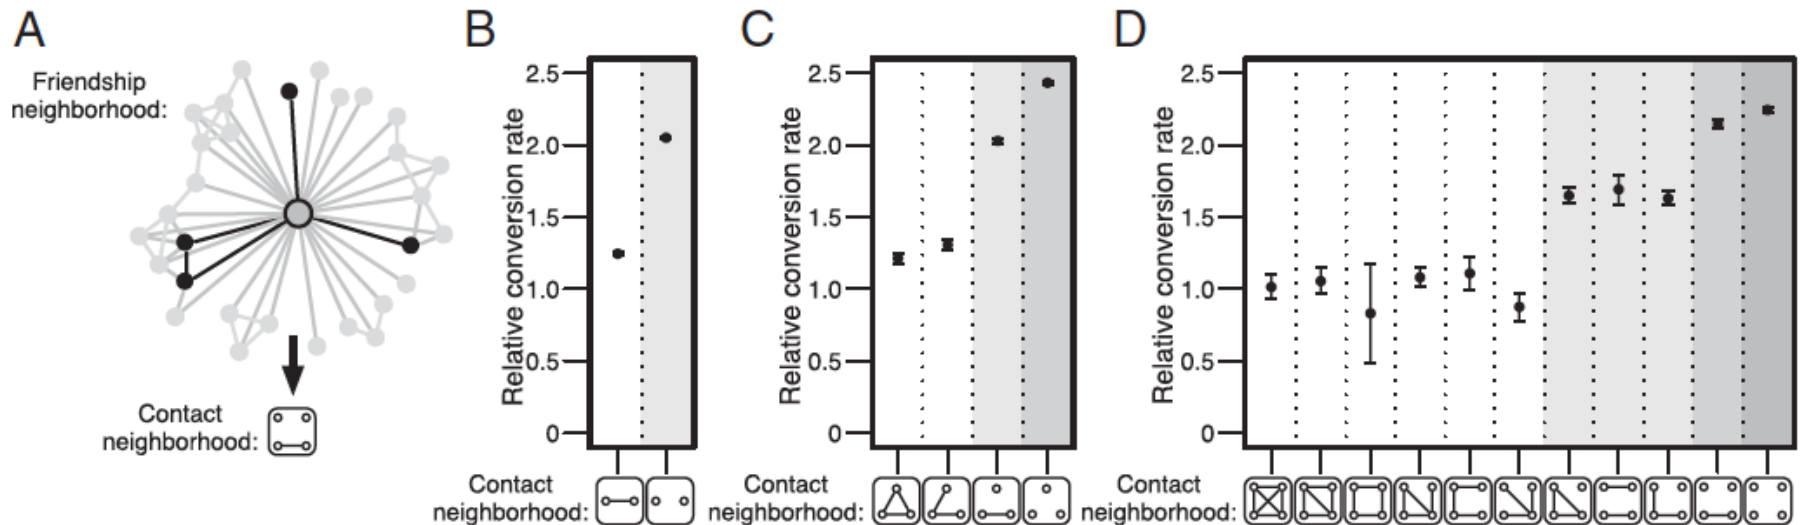 A
Friendship
neighborhood:
Contact
neighborhood:
B
Relative conversion rate
2.5
2.0
1.5
1.0
0.5
0
Contact
neighborhood:
C
Relative conversion rate
2.5
2.0
1.5
1.0
0.5
0
Contact
neighborhood:
D
Relative conversion rate
2.5
2.0
1.5
1.0
0.5
0
Contact
neighborhood: